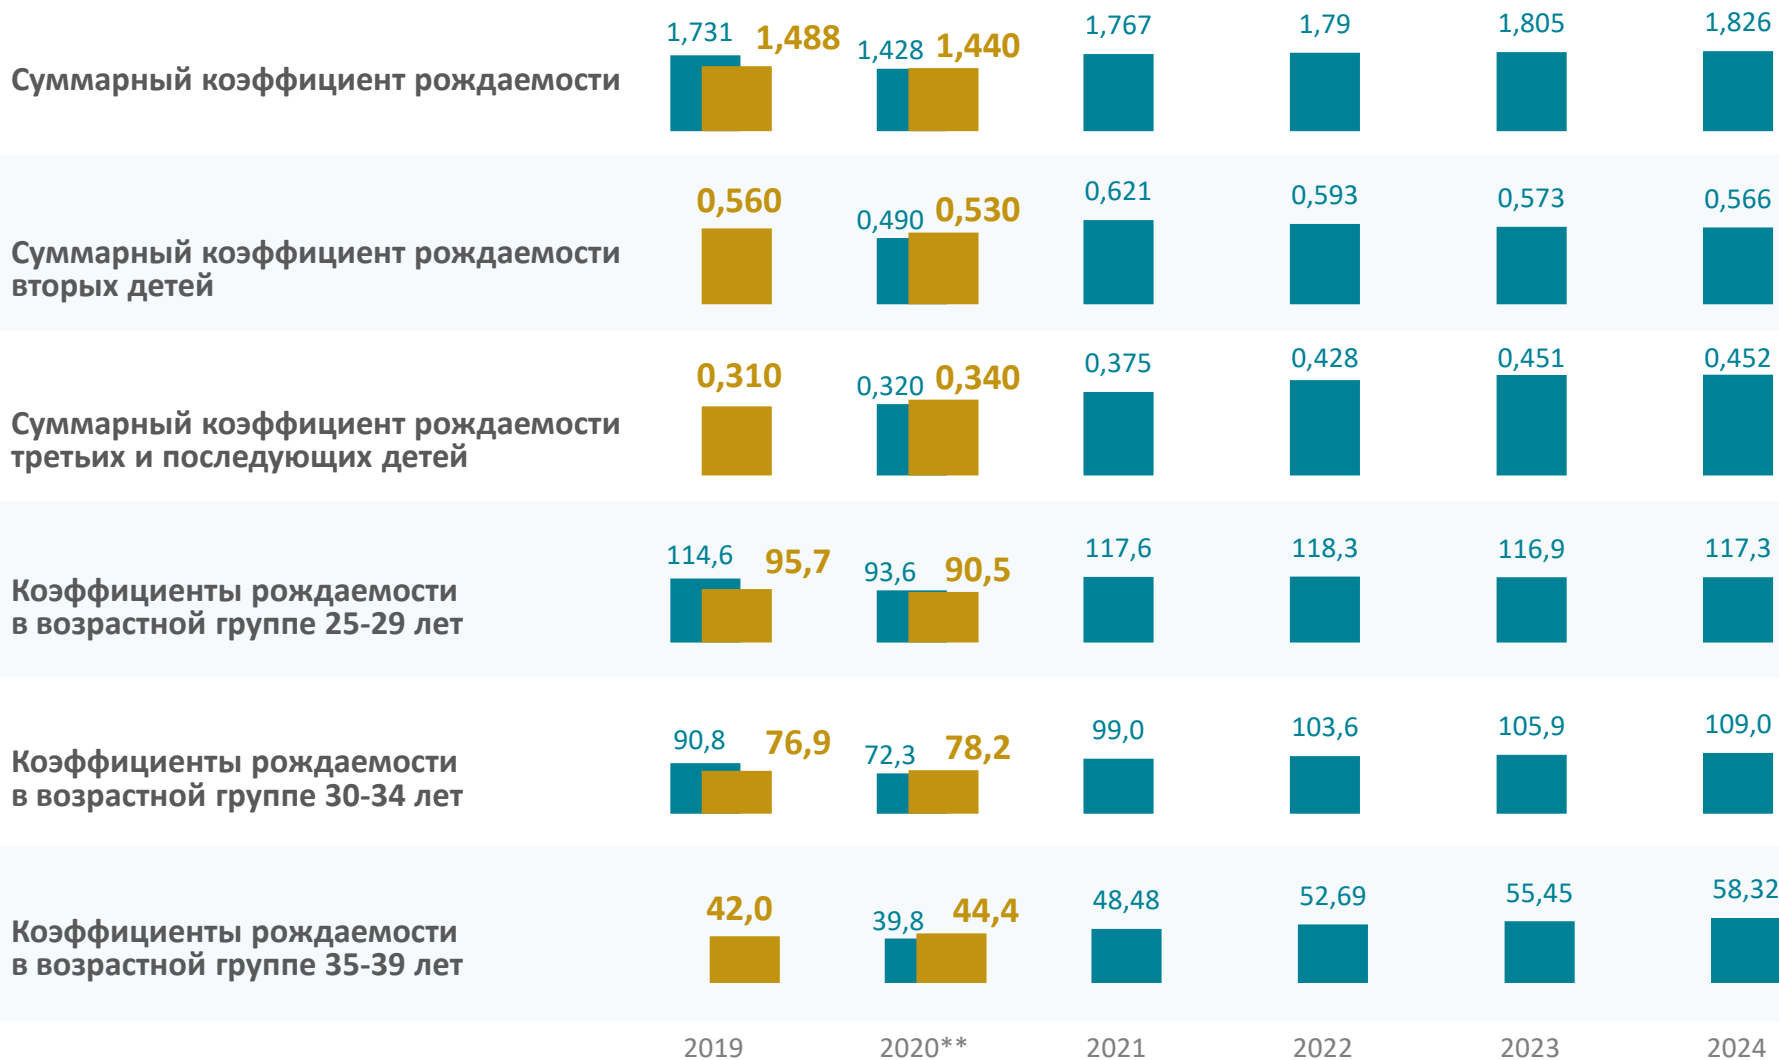 1,731 1,488 1,428 1,440 1,767 1,79 1,805 1,826
Суммарный коэффициент рождаемости
0,560 0,490 0,530 0,621 0,593 0,573 0,566
Суммарный коэффициент рождаемости
вторых детей
0,310 0,320 0,340 0,375 0,428 0,451 0,452
Суммарный коэффициент рождаемости
третьих и последующих детей
114,6 95,7 93,6 90,5 117,6 118,3 116,9 117,3
Коэффициенты рождаемости
в возрастной группе 25-29 лет
90,8 76,9 72,3 78,2 99,0 103,6 105,9 109,0
Коэффициенты рождаемости
в возрастной группе 30-34 лет
42,0 39,8 44,4 48,48 52,69 55,45 58,32
Коэффициенты рождаемости
в возрастной группе 35-39 лет
2019 2020** 2021 2022 2023 2024